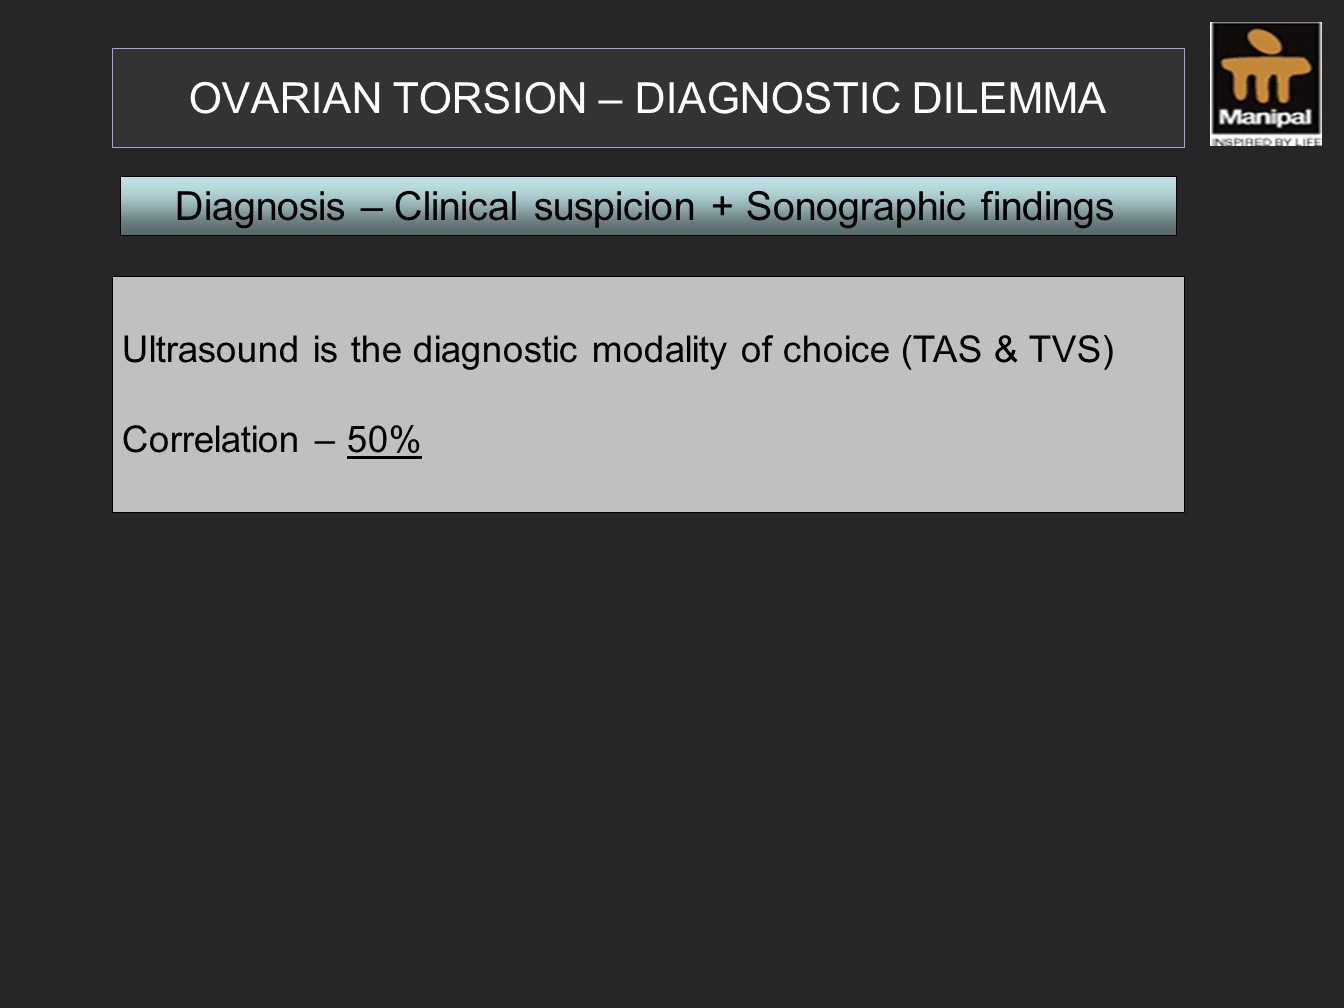 OVARIAN TORSION – DIAGNOSTIC DILEMMA
Manipal
INSPIRED BY LIFE
Diagnosis – Clinical suspicion + Sonographic findings
Ultrasound is the diagnostic modality of choice (TAS & TVS)
Correlation – 50%